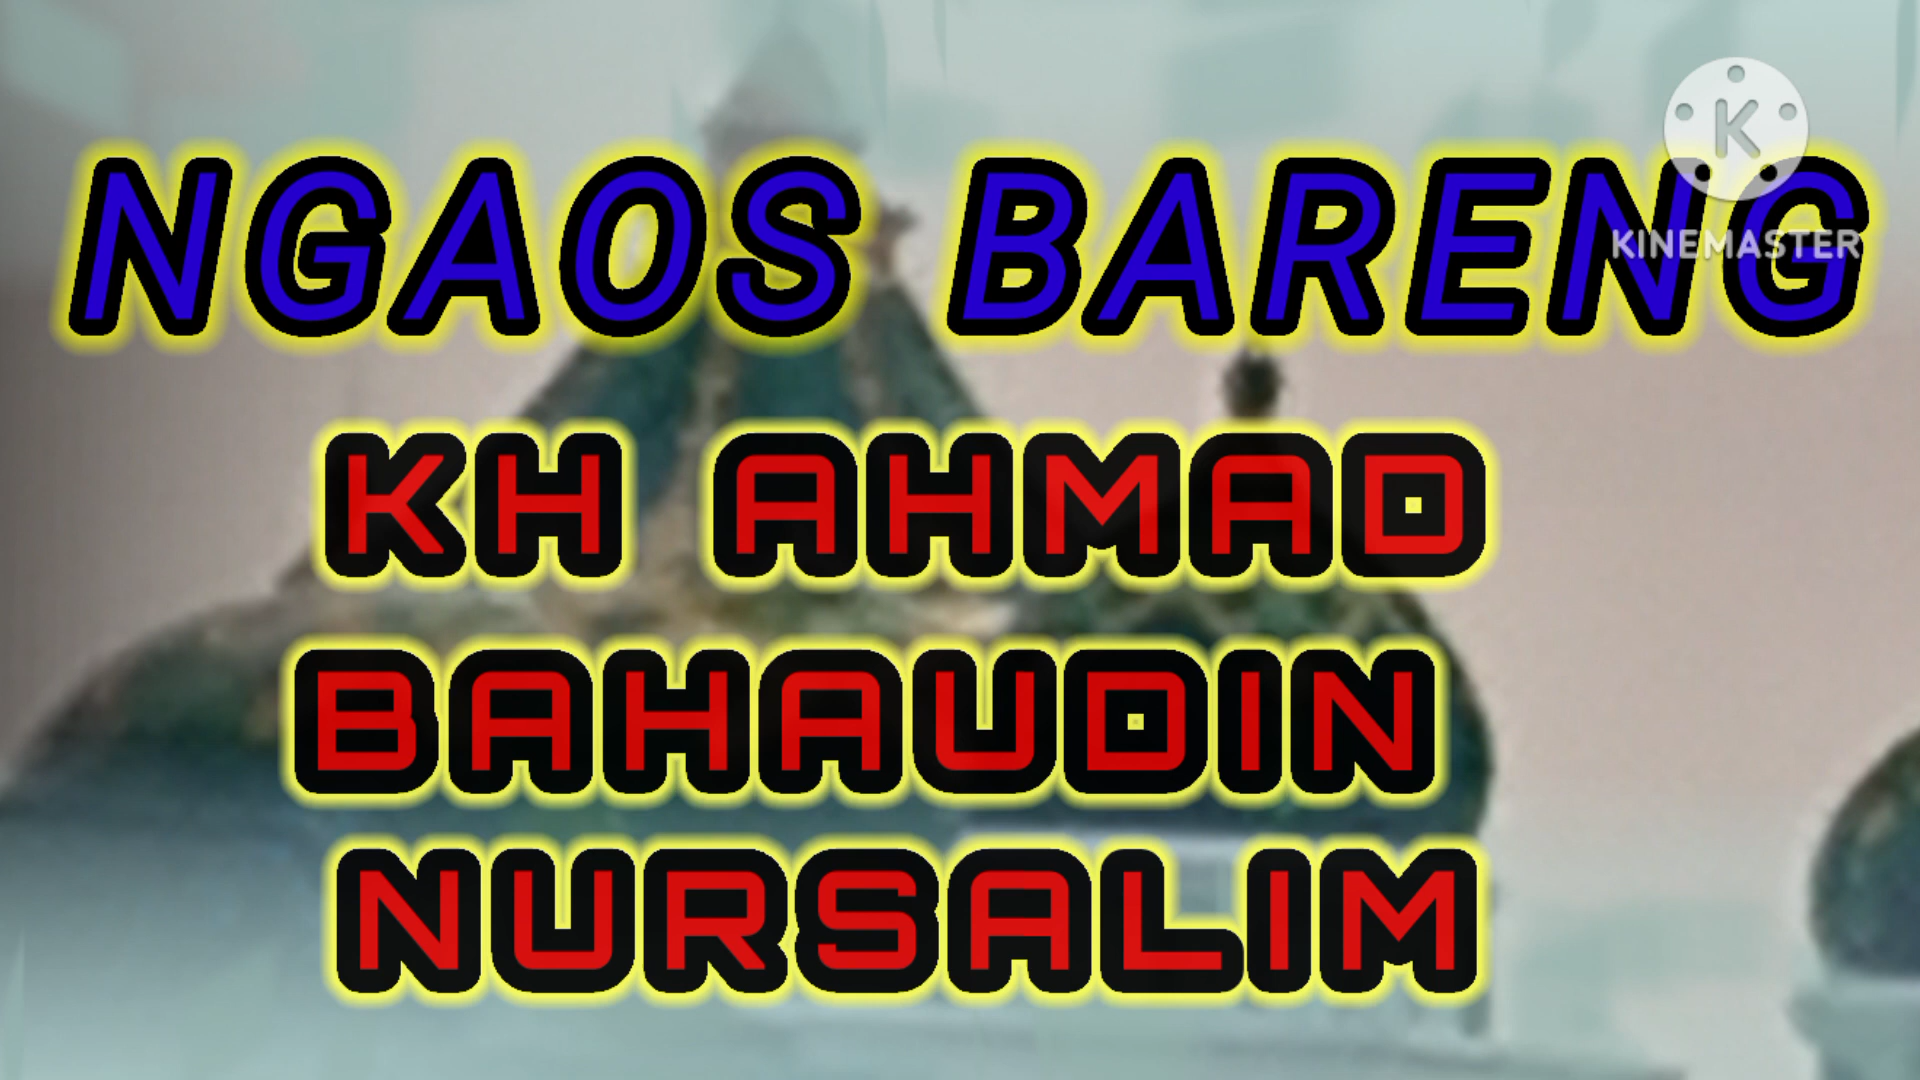 NGAOS BARENG
K
KINEMASTER
KH AHMAD
BAHAUDIN
NURSALIM